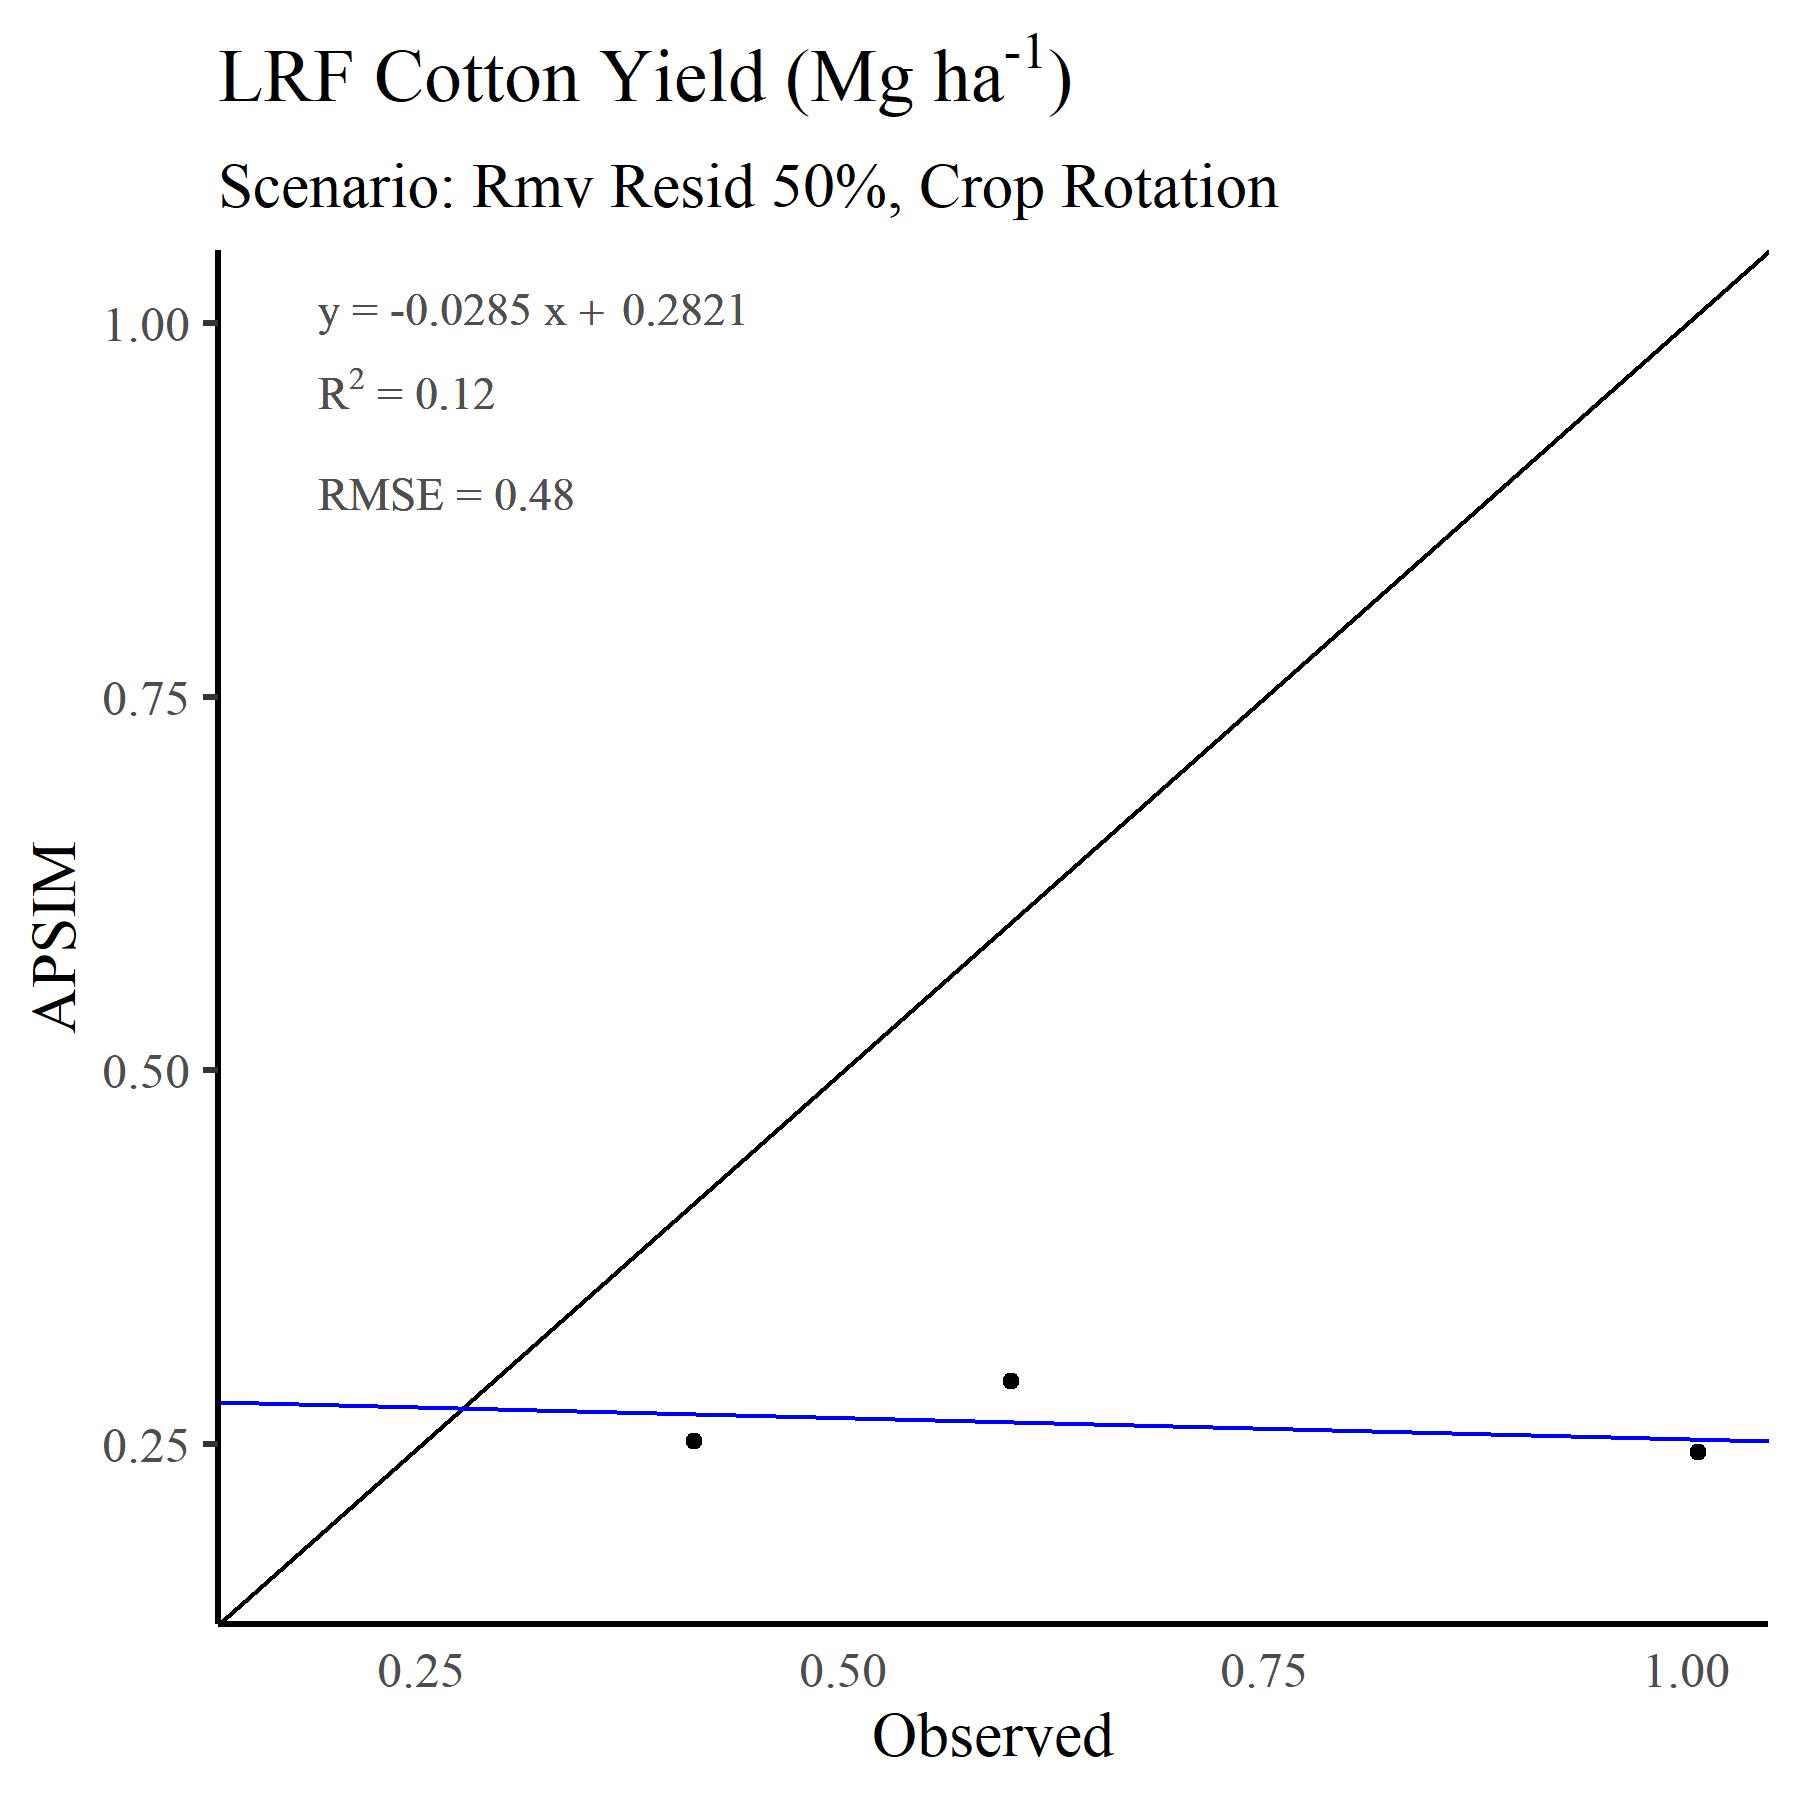 LRF Cotton Yield (Mg ha⁻¹)
Scenario: Rmv Resid 50%, Crop Rotation
y = -0.0285 x + 0.2821
R² = 0.12
RMSE = 0.48
1.00
0.75
0.50
0.25
APSIM
0.25 0.50 0.75 1.00
Observed